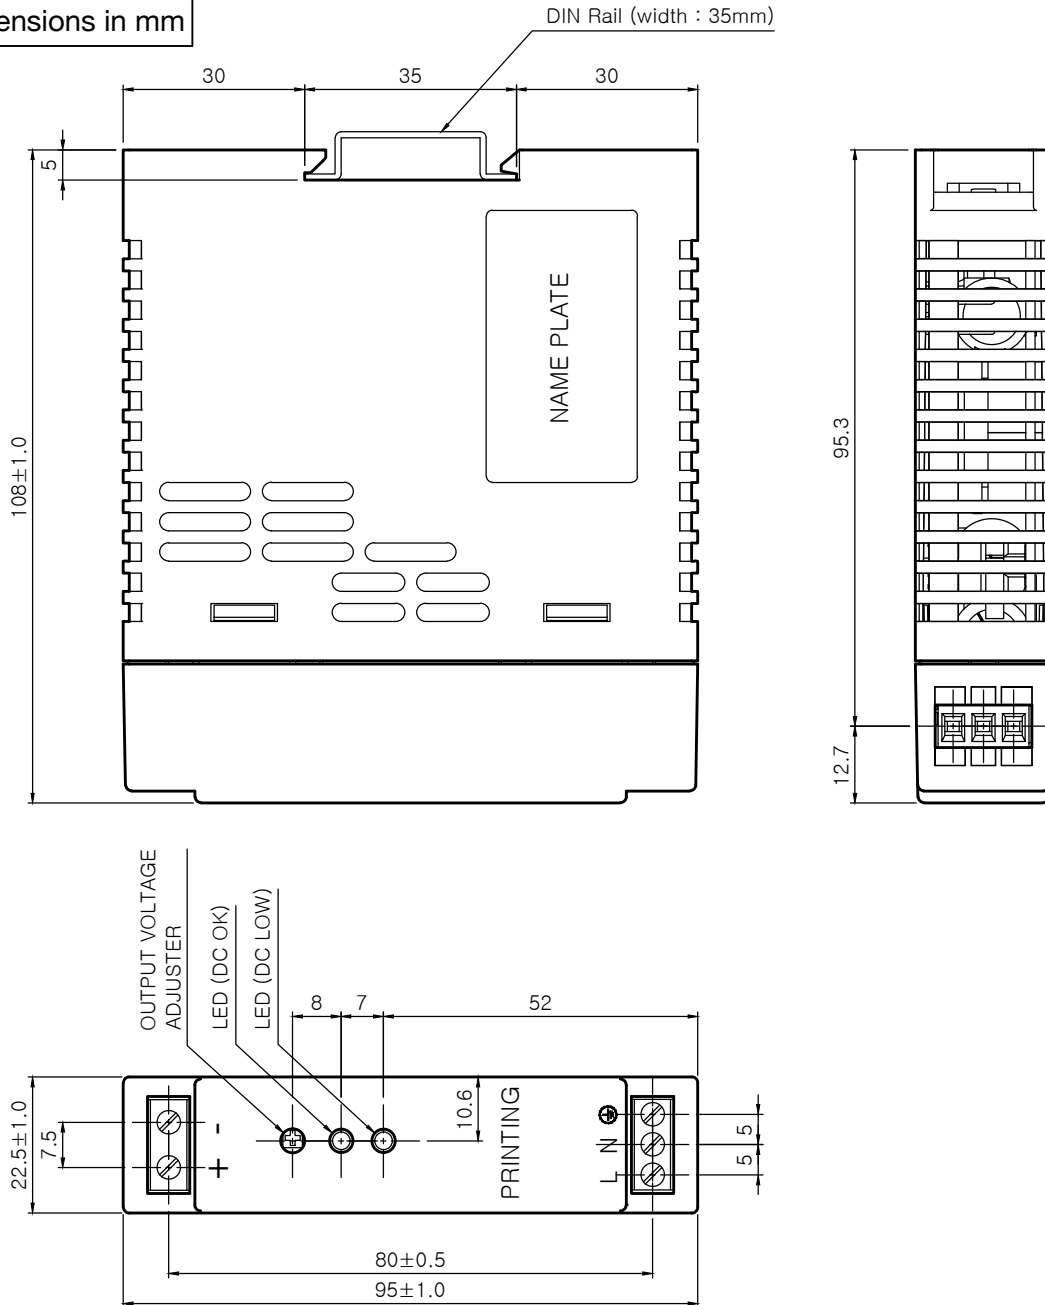 ensions in mm
DIN Rail (width : 35mm)
30
35
30
5
108±1.0
NAME PLATE
95.3
12.7
OUTPUT VOLTAGE
ADJUSTER
LED (DC OK)
LED (DC LOW)
8
7
52
22.5±1.0
7.5
-
+
10.6
PRINTING
L
N
5
5
80±0.5
95±1.0